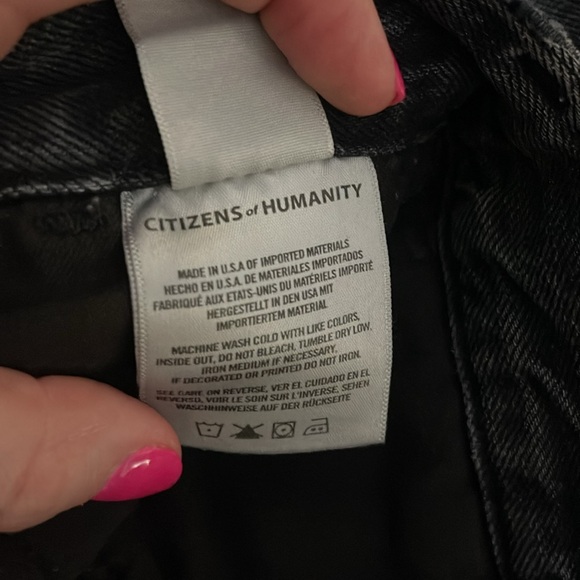 CITIZENS of HUMANITY
MADE IN U.S.A OF IMPORTED MATERIALS
HECHO EN U.S.A. DE MATERIALES IMPORTADOS
FABRIQUÉ AUX ETATS-UNIS DU MATÉRIELS IMPORTÉ
HERGESTELLT IN DEN USA MIT
IMPORTIERTEM MATERIAL
MACHINE WASH COLD WITH LIKE COLORS,
INSIDE OUT, DO NOT BLEACH, TUMBLE DRY LOW.
IRON MEDIUM IF NECESSARY.
IF DECORATED OR PRINTED DO NOT IRON.
SEE CARE ON REVERSE, VER EL CUIDADO EN EL
REVERSO, VOIR LE SOIN SUR L'INVERSE, SEHEN
WASCHHINWEISE AUF DER RÜCKSEITE